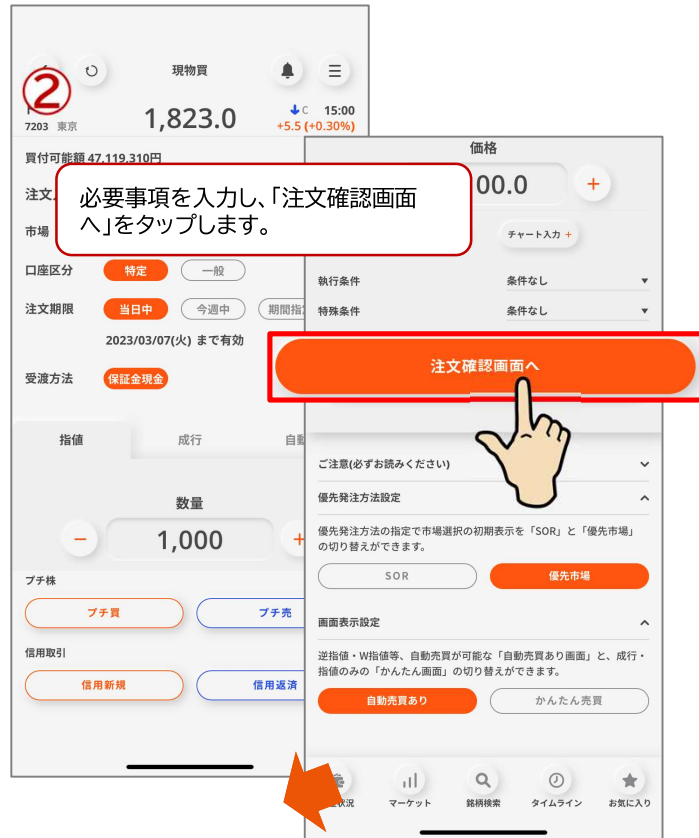 現物買
②
7203 東京
1,823.0
C 15:00
+5.5 (+0.30%)
買付可能額 47,119,310円
注文
市場
必要事項を入力し、「注文確認画面
へ」をタップします。
口座区分
特定
一般
注文期限
当日中
今週中
期間指
2023/03/07(火) まで有効
受渡方法
保証金現金
指値
成行
自動
数量
−
1,000
+
プチ株
プチ買
プチ売
信用取引
信用新規
信用返済
価格
00.0
+
チャート入力 +
執行条件
条件なし
特殊条件
条件なし
注文確認画面へ
ご注意(必ずお読みください)
優先発注方法設定
優先発注方法の指定で市場選択の初期表示を「SOR」と「優先市場」
の切り替えができます。
SOR
優先市場
画面表示設定
逆指値・W指値等、自動売買が可能な「自動売買あり画面」と、成行・
指値のみの「かんたん画面」の切り替えができます。
自動売買あり
かんたん売買
状況
マーケット
銘柄検索
タイムライン
お気に入り